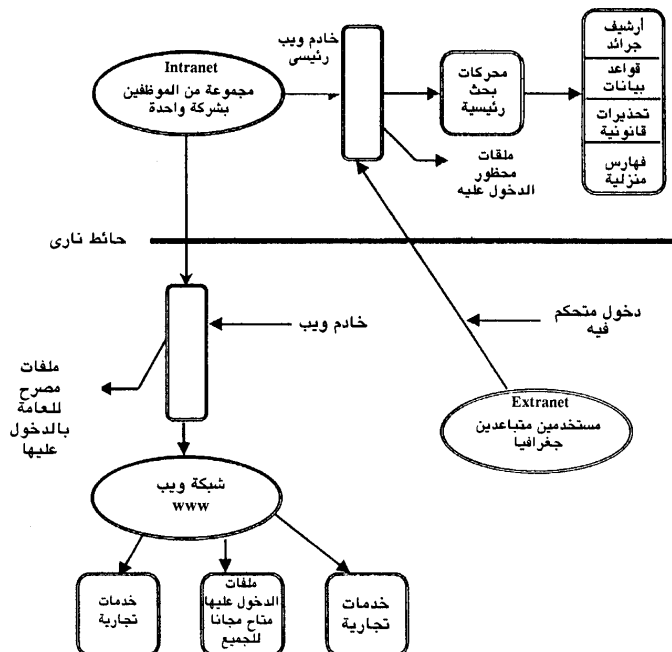 خادم ويب
رئيسى
Intranet
مجموعة من الموظفين
بشركة واحدة
محركات
بحث
رئيسية
أرشيف
جرائد
قواعد
بيانات
تحذيرات
قانونية
فهارس
منزلية
ملقات
محظور
الدخول عليه
حائط نارى
خادم ويب
دخول متحكم
فيه
ملفات
مصرح
للعامة
بالدخول
عليها
Extranet
مستخدمين متباعدين
جغرافيا
شبكة ويب
www
خدمات
تجارية
ملفات
الدخول عليها
متاح مجانا
للجميع
خدمات
تجارية